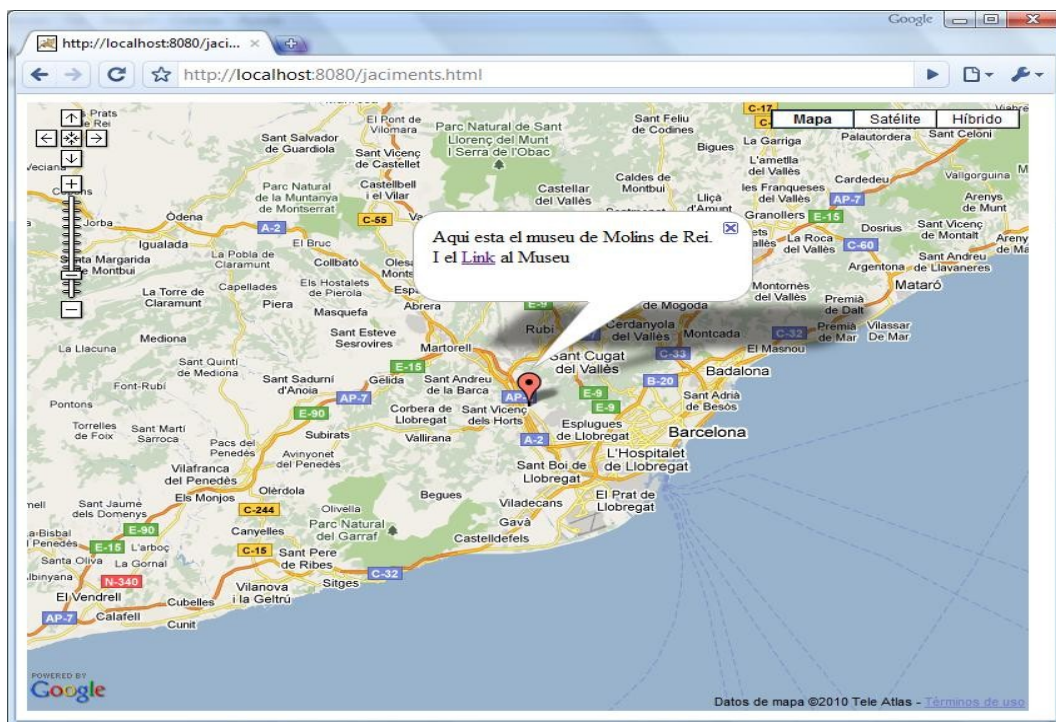 Google
http://localhost:8080/jaci...
http://localhost:8080/jaciments.html
Mapa Satélite Híbrido
Aqui esta el museu de Molins de Rei.
I el Link al Museu
Prats
de Rei
El Pont de
Vilomara
Parc Natural de Sant
Llorenç del Munt
I Serra de l'Obac
Sant Feliu
de Codines
C-17
Bigues
La Garriga
Palautordera
Sant Celoni
Sant Salvador
de Guardiola
Sant Vicenç
de Castellet
L'ametlla
del Vallès
Parc Natural
de la Muntanya
de Montserrat
Castellbell
i el Vilar
Castellar
del Vallès
Caldes de
Montbui
Lliçà
d'Amunt
les Franqueses
del Vallès
Cardedeu
Vallgorguina
AP-7
Arenys
de Munt
Jorba
Òdena
C-55
A-2
Granollers
E-15
Dosrius
Sant Vicenç
de Montalt
Igualada
El Bruc
La Roca
del Vallès
C-60
Santa Margarida
de Montbui
La Pobla de
Claramunt
Collbató
Sant Andreu
de Llavaneres
Argentona
Mataró
La Torre de
Claramunt
Capellades
Els Hostalets
de Pierola
Piera
Masquefa
Abrera
E-9
de Mogoda
Montornès
del Vallès
Premià
de Dalt
Mediona
La Llacuna
Sant Esteve
Sesrovires
Martorell
Rubí
Cerdanyola
del Vallès
Montcada
C-32
Premià
de Mar
Vilassar
De Mar
El Masnou
C-33
Sant Quintí
de Mediona
Font-Rubí
E-15
Sant Cugat
del Vallès
Badalona
Sant Sadurní
d'Anoia
AP-7
Gélida
Sant Andreu
de la Barca
AP-7
E-9
B-20
Sant Adrià
de Besòs
Pontons
E-90
Corbera de
Llobregat
Sant Vicenç
dels Horts
E-9
Torrelles
de Foix
Sant Martí
Sarroca
Pacs del
Penedès
Subirats
Avinyonet
del Penedès
Vallirana
A-2
Esplugues
de Llobregat
Barcelona
L'Hospitalet
de Llobregat
Vilafranca
del Penedès
Sant Boi de
Llobregat
Els Monjos
Olèrdola
Begues
Viladecans
El Prat de
Llobregat
Sant Jaume
dels Domenys
C-244
Olivella
Gavà
E-90
Canyelles
Parc Natural
del Garraf
Castelldefels
E-15
L'arboç
C-15
Sant Pere
de Ribes
Santa Oliva
La Gornal
C-32
N-340
Vilanova
i la Geltrú
Sitges
El Vendrell
Cubelles
AP-7
Calafell
Cunit
POWERED BY
Google
Datos de mapa ©2010 Tele Atlas - Términos de uso